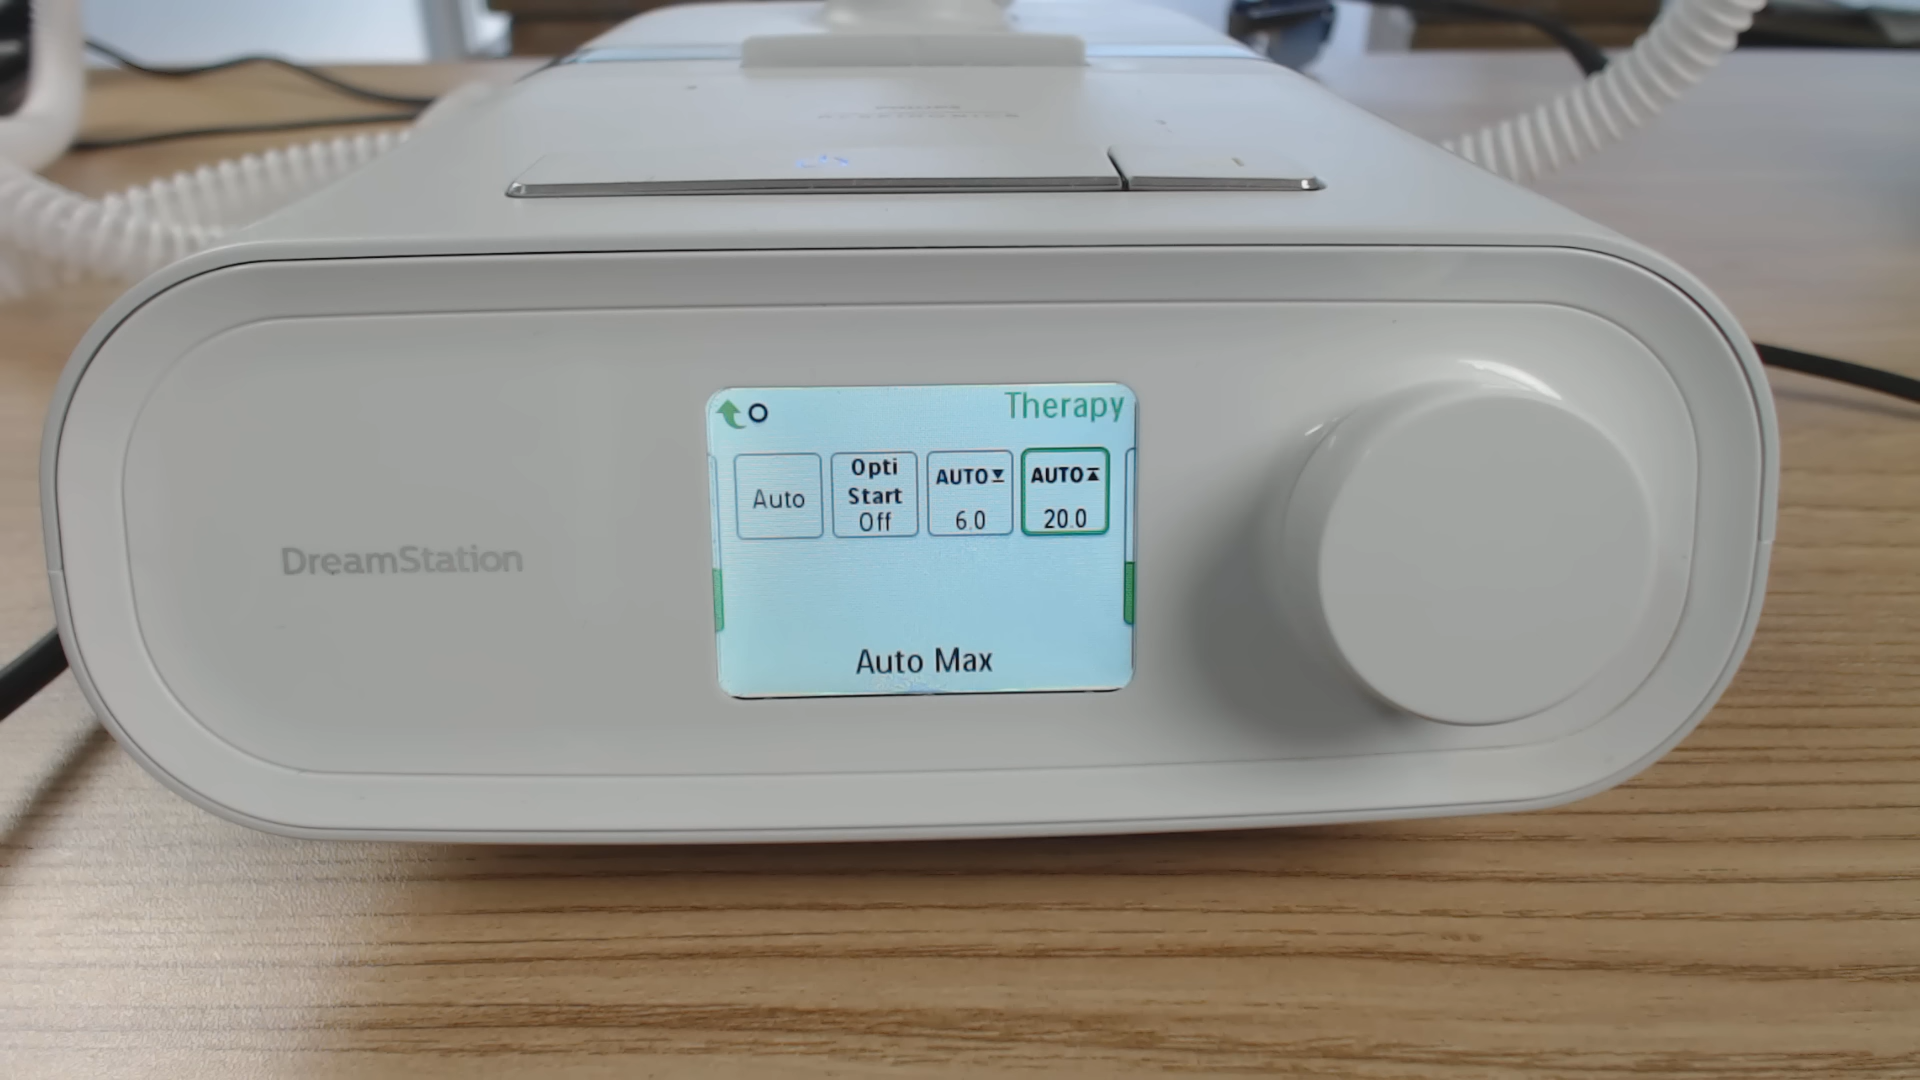 DreamStation
Therapy
Auto
Opti
Start
Off
AUTO
6.0
AUTO
20.0
Auto Max